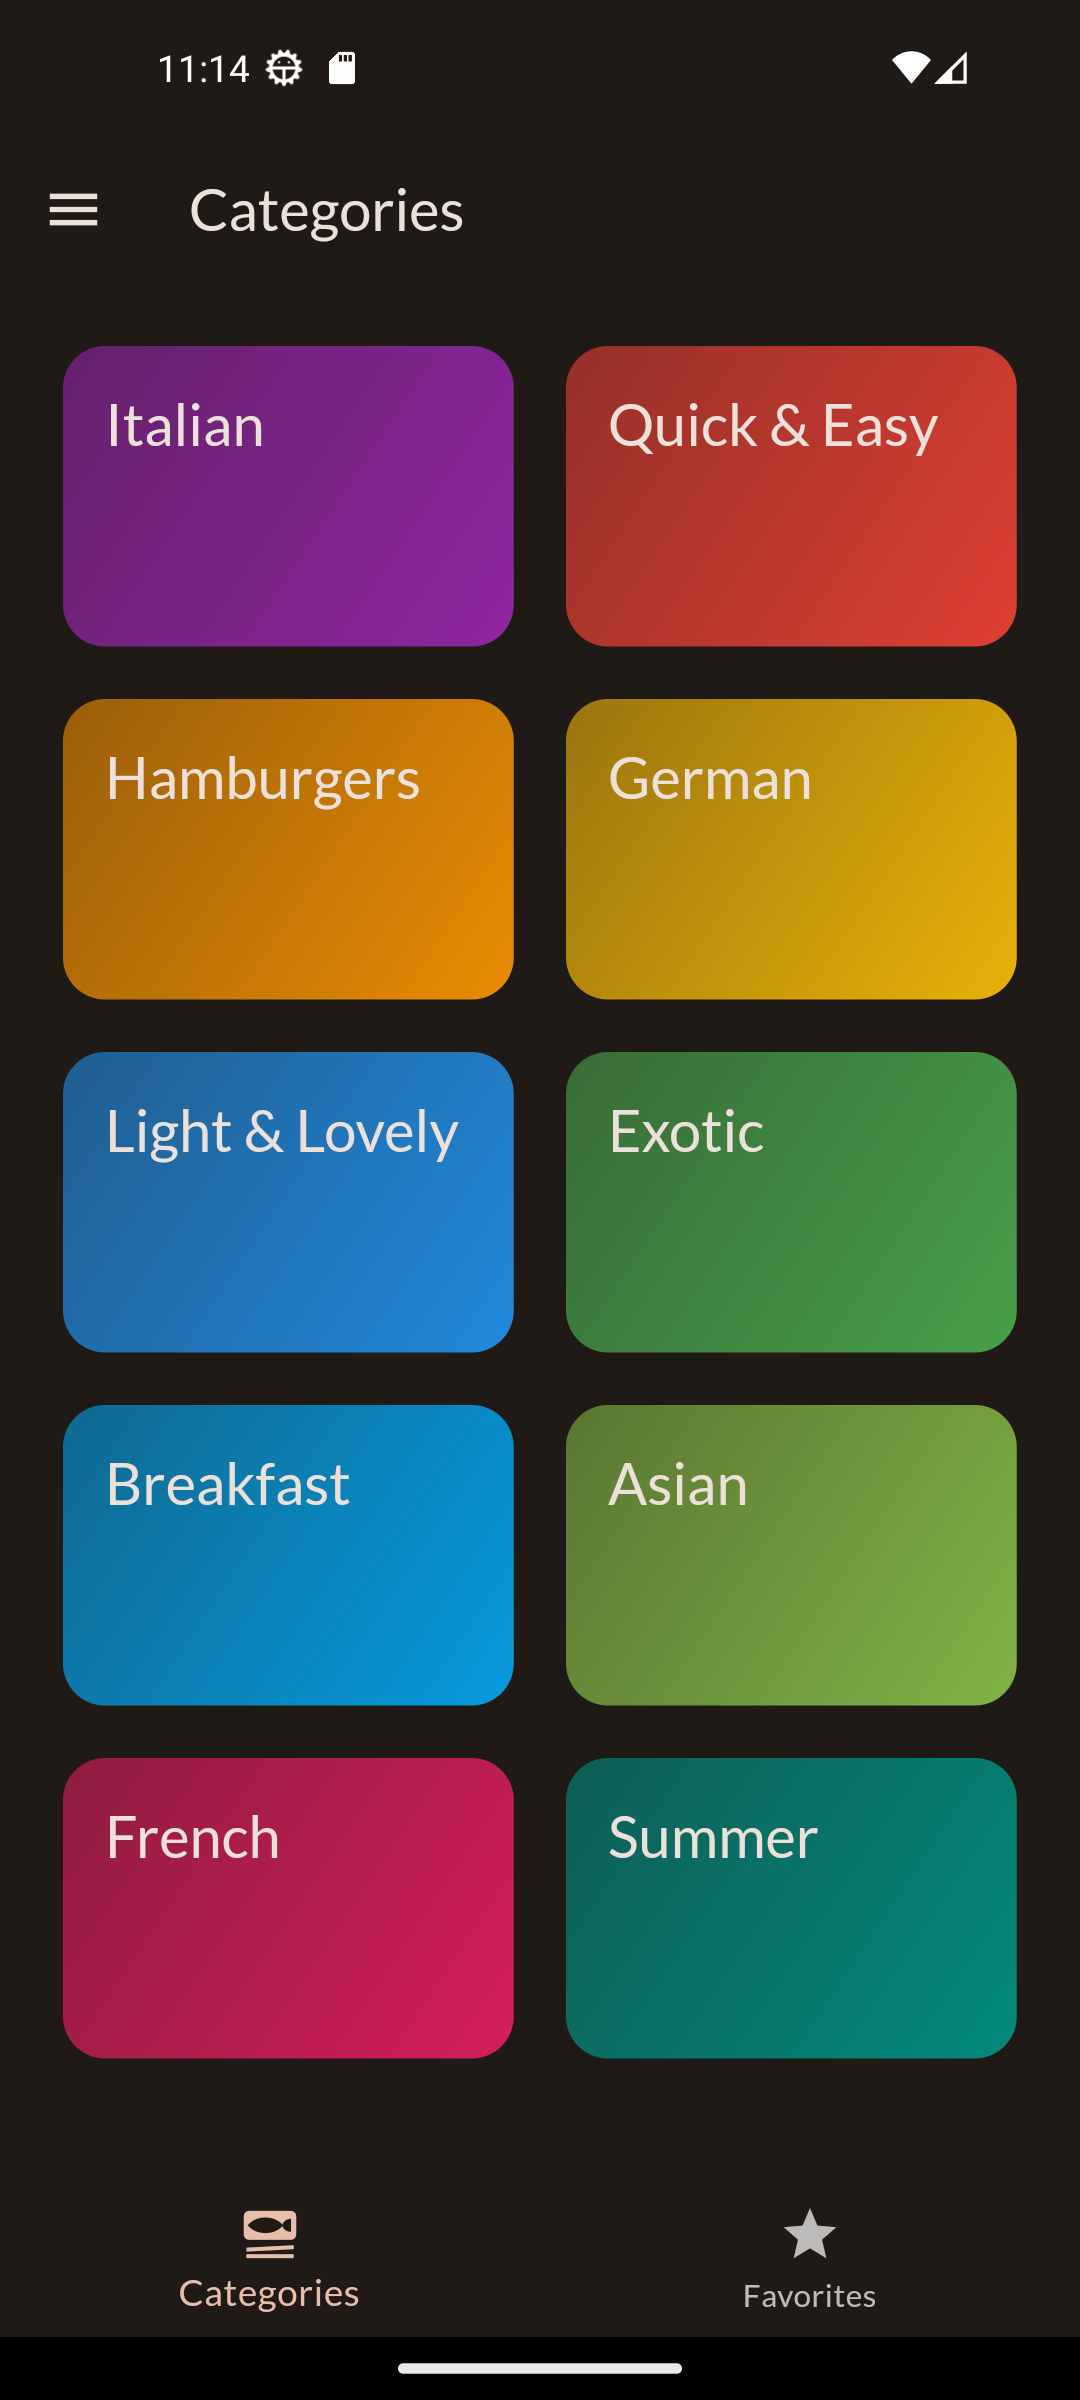 11:14
Categories
Italian
Quick & Easy
Hamburgers
German
Light & Lovely
Exotic
Breakfast
Asian
French
Summer
Categories
Favorites